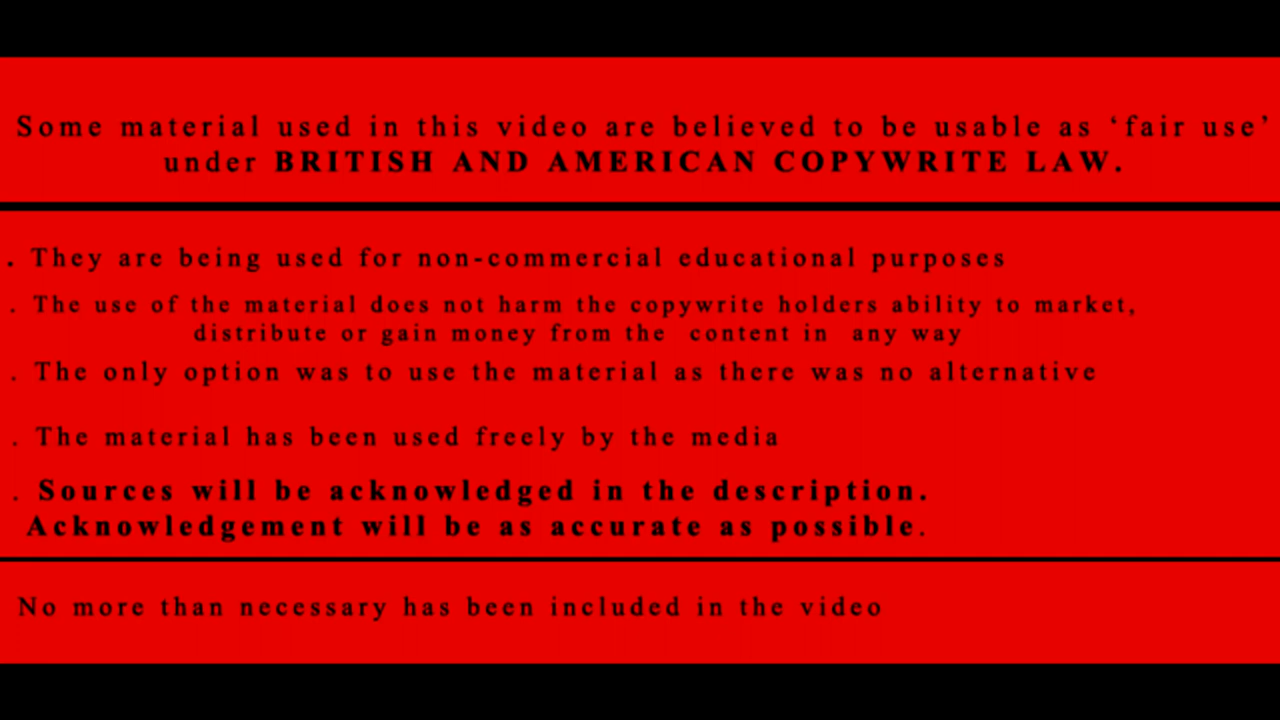 Some material used in this video are believed to be usable as ‘fair use’
under BRITISH AND AMERICAN COPYWRITE LAW.
. They are being used for non-commercial educational purposes
. The use of the material does not harm the copywrite holders ability to market,
distribute or gain money from the content in any way
. The only option was to use the material as there was no alternative
. The material has been used freely by the media
. Sources will be acknowledged in the description.
Acknowledgement will be as accurate as possible.
No more than necessary has been included in the video